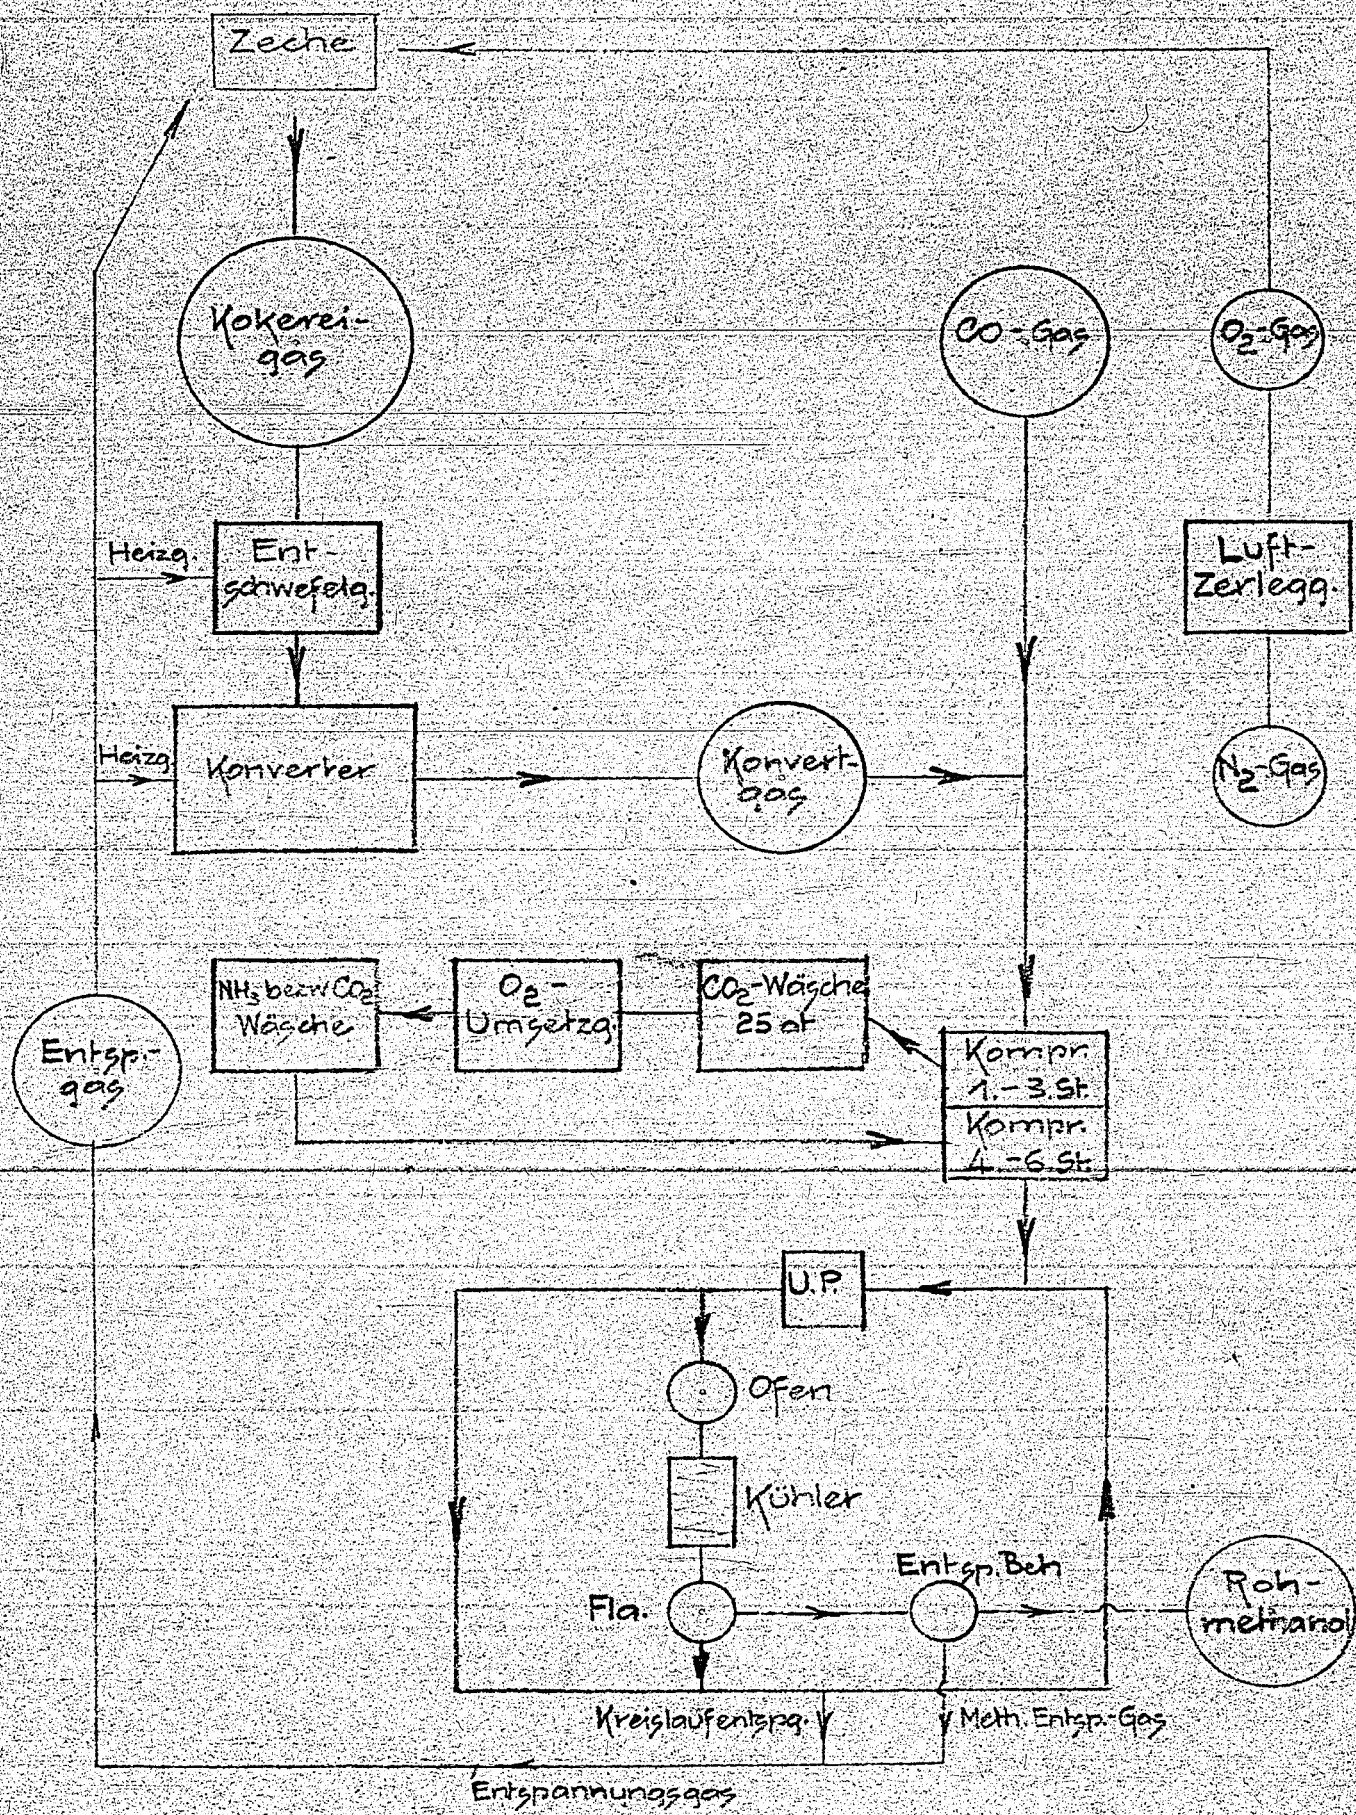 Zeche
Kokerei-
gas
CO-Gas
O₂-Gas
Heizg.
Ent-
schwefelg.
Luft-
Zerlegg.
Heizg.
Konverter
Konvert-
gas
N₂-Gas
NH₃ bezw CO₂
Wäsche
O₂-
Umsetzg.
CO₂-Wäsche
25 at
Entsp.-
gas
Kompr.
1.-3.St.
Kompr.
4.-6.St.
U.P.
Ofen
Kühler
Entsp.Beh
Fla.
Roh-
methanol
Kreislaufentspg.
Meth.Entsp.-Gas
Entspannungsgas